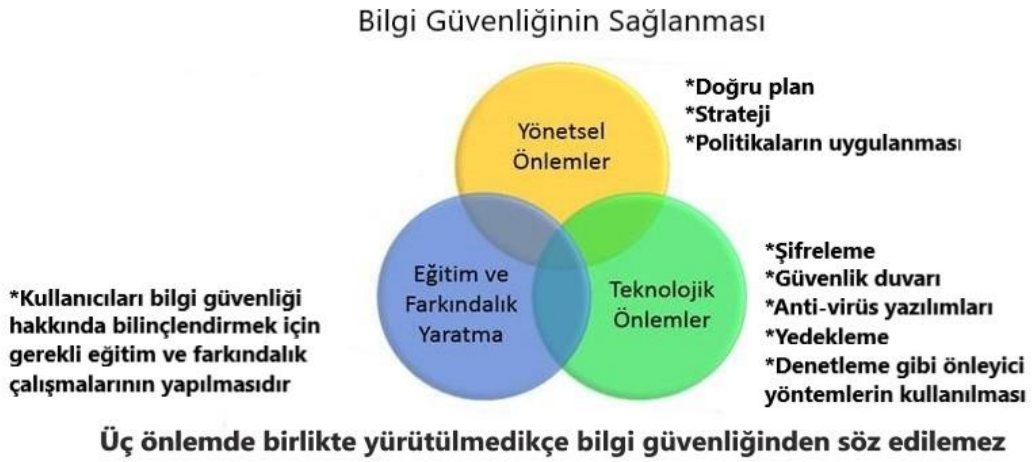 Bilgi Güvenliğinin Sağlanması
Yönetsel
Önlemler
*Doğru plan
*Strateji
*Politikaların uygulanması
Eğitim ve
Farkındalık
Yaratma
Teknolojik
Önlemler
*Şifreleme
*Güvenlik duvarı
*Anti-virüs yazılımları
*Yedekleme
*Denetleme gibi önleyici
yöntemlerin kullanılması
*Kullanıcıları bilgi güvenliği
hakkında bilinçlendirmek için
gerekli eğitim ve farkındalık
çalışmalarının yapılmasıdır
Üç önlemde birlikte yürütülmedikçe bilgi güvenliğinden söz edilemez